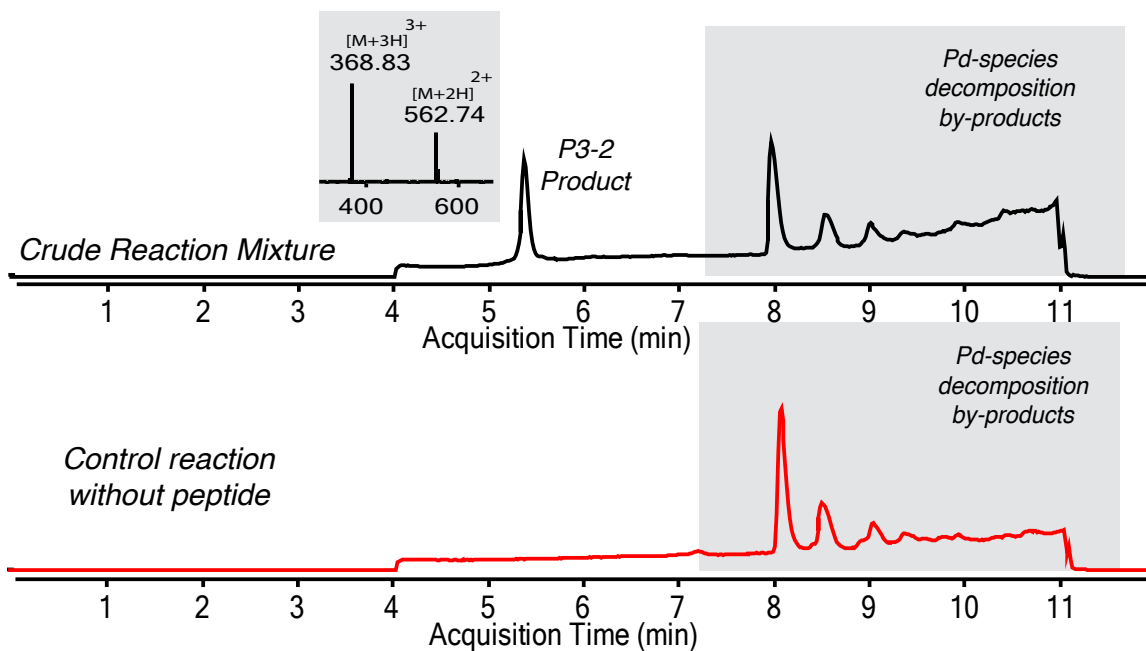 [M+3H]3+
368.83
[M+2H]2+
562.74
400 600
P3-2
Product
Pd-species
decomposition
by-products
Crude Reaction Mixture
1 2 3 4 5 6 7 8 9 10 11
Acquisition Time (min)
Pd-species
decomposition
by-products
Control reaction
without peptide
1 2 3 4 5 6 7 8 9 10 11
Acquisition Time (min)